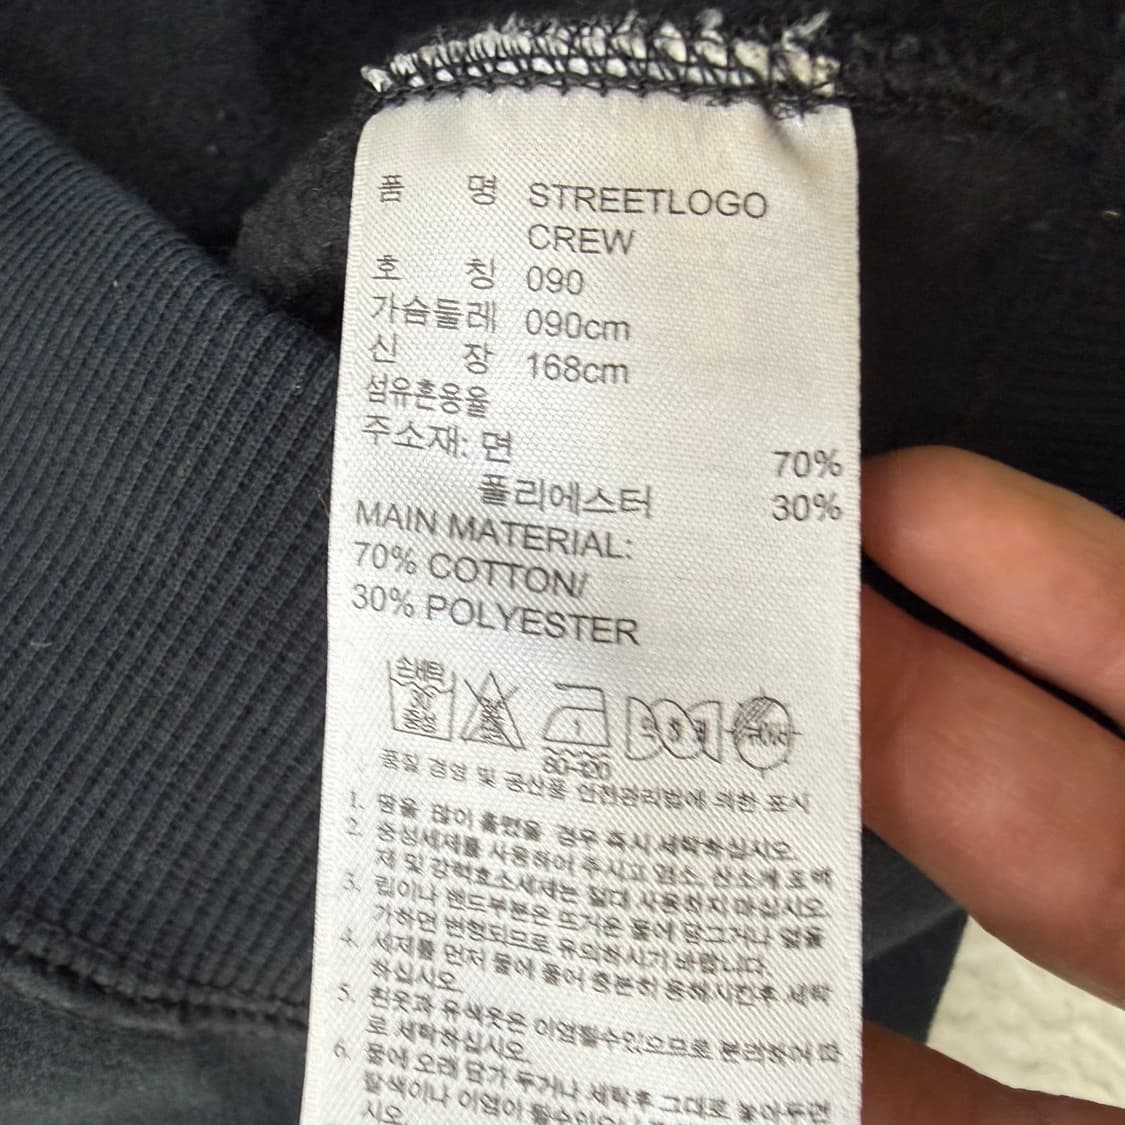 품 명 STREETLOGO
CREW
호 칭 090
가슴둘레 090cm
신 장 168cm
섬유혼용율
주소재: 면 70%
폴리에스터 30%
MAIN MATERIAL:
70% COTTON/
30% POLYESTER
손세탁
80-120
품질 경영 및 공산품 안전관리법에 의한 표시
1. 땀을 많이 흘렸을 경우 즉시 세탁하십시오.
2. 중성세제를 사용하여 주시고 염소, 산소계 표백
제 및 강력효소세제는 절대 사용하지 마십시오.
3. 립이나 밴드부분은 뜨거운 물에 담그거나 열을
가하면 변형되므로 유의하시기 바랍니다.
4. 세제를 먼저 물에 풀어 충분히 용해시킨후 세탁
하십시오.
5. 흰옷과 유색옷은 이염될수있으므로 분리하여 따
로 세탁하십시오.
6. 물에 오래 담가 두거나 세탁후 그대로 놓아두면
탈색이나 이염이 될수있으
시오.